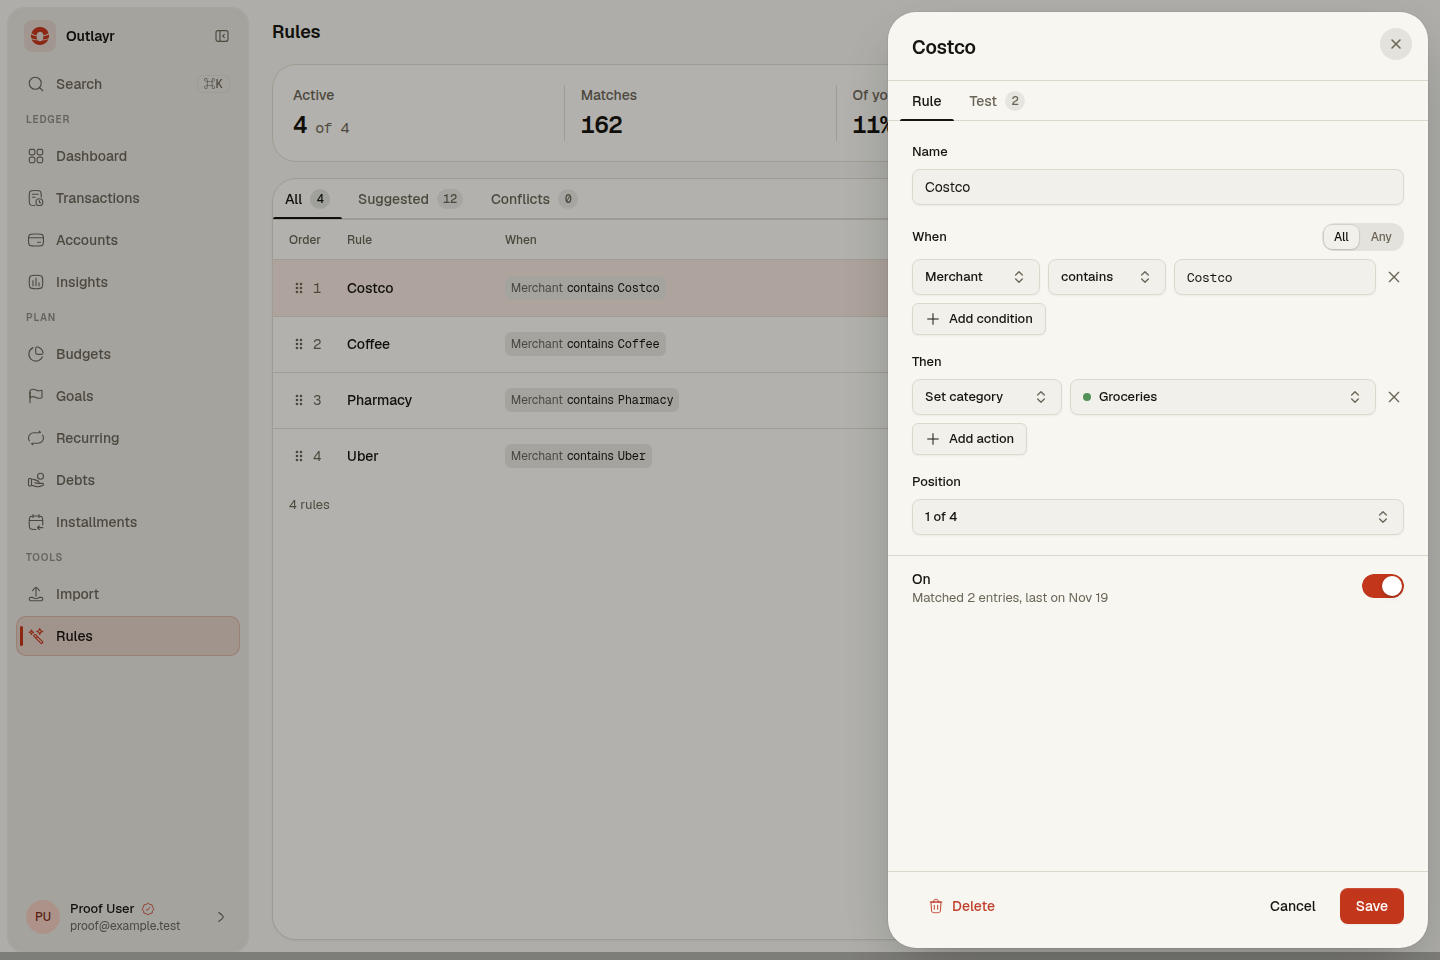 Outlayr
Search ⌘K
LEDGER
Dashboard
Transactions
Accounts
Insights
PLAN
Budgets
Goals
Recurring
Debts
Installments
TOOLS
Import
Rules
PU
Proof User
proof@example.test
Rules
Active
4 of 4
Matches
162
Of yo
11%
All 4
Suggested 12
Conflicts 0
Order Rule When
1 Costco Merchant contains Costco
2 Coffee Merchant contains Coffee
3 Pharmacy Merchant contains Pharmacy
4 Uber Merchant contains Uber
4 rules
Costco
Rule
Test 2
Name
Costco
When
All Any
Merchant contains Costco
Add condition
Then
Set category Groceries
Add action
Position
1 of 4
On
Matched 2 entries, last on Nov 19
Delete
Cancel
Save